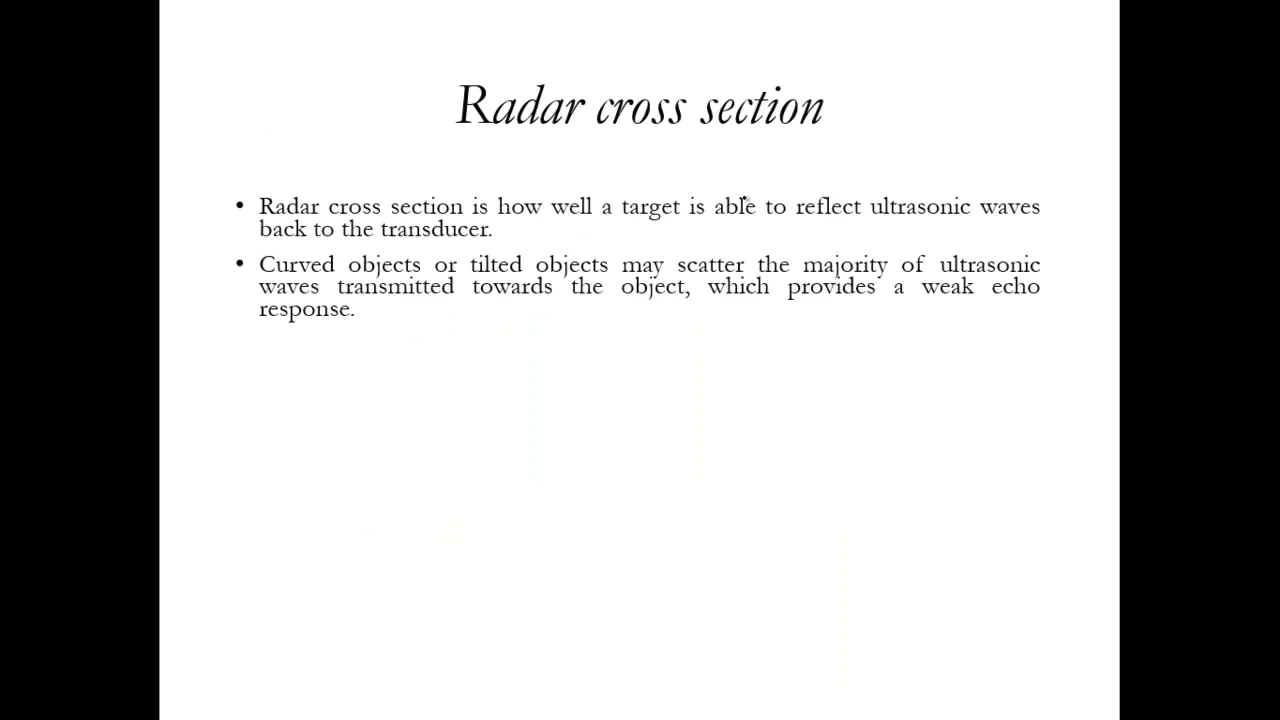 Radar cross section
• Radar cross section is how well a target is able to reflect ultrasonic waves
back to the transducer.
• Curved objects or tilted objects may scatter the majority of ultrasonic
waves transmitted towards the object, which provides a weak echo
response.